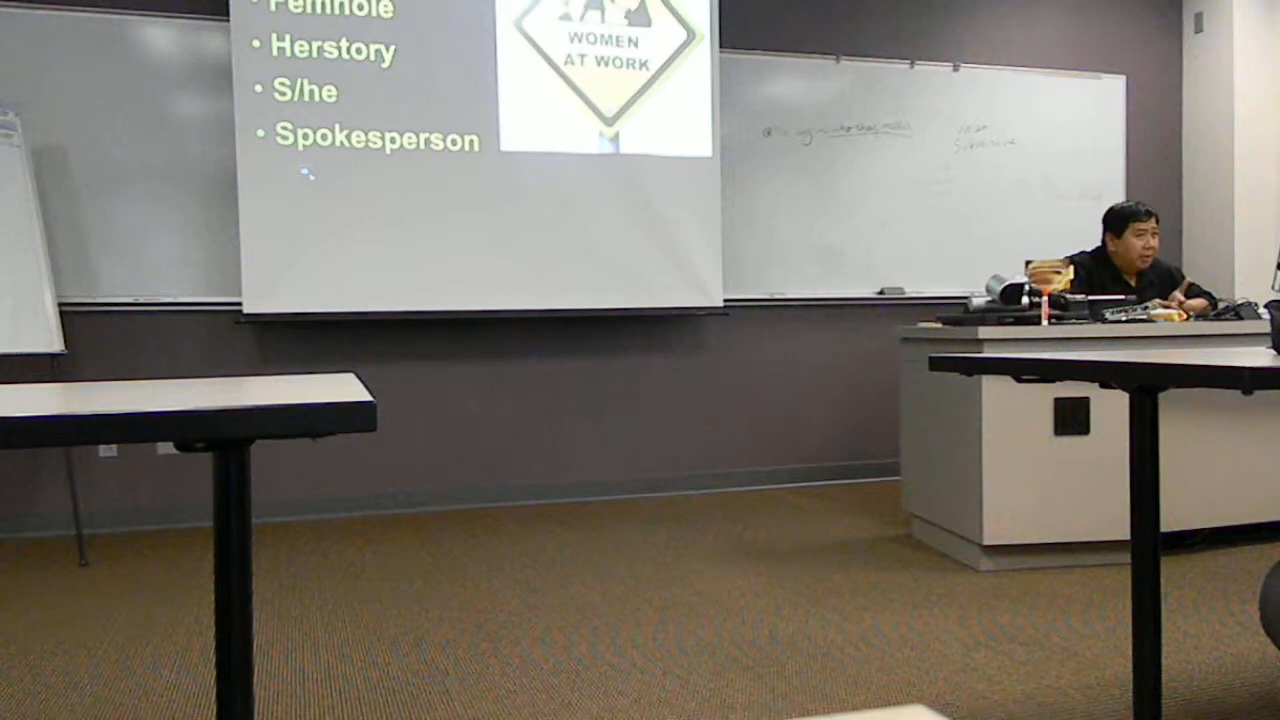 • Femhole
• Herstory
• S/he
• Spokesperson
WOMEN
AT WORK